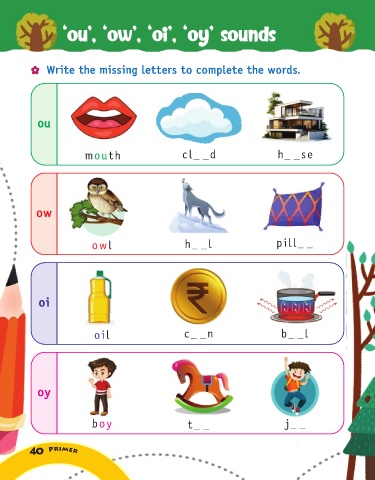 'ou', 'ow', 'oi', 'oy' sounds
Write the missing letters to complete the words.
ou
mouth cl__d h__se
ow
owl h__l pill__
oi
₹
oil c__n b__l
oy
boy t__ j__
40 PRIMER